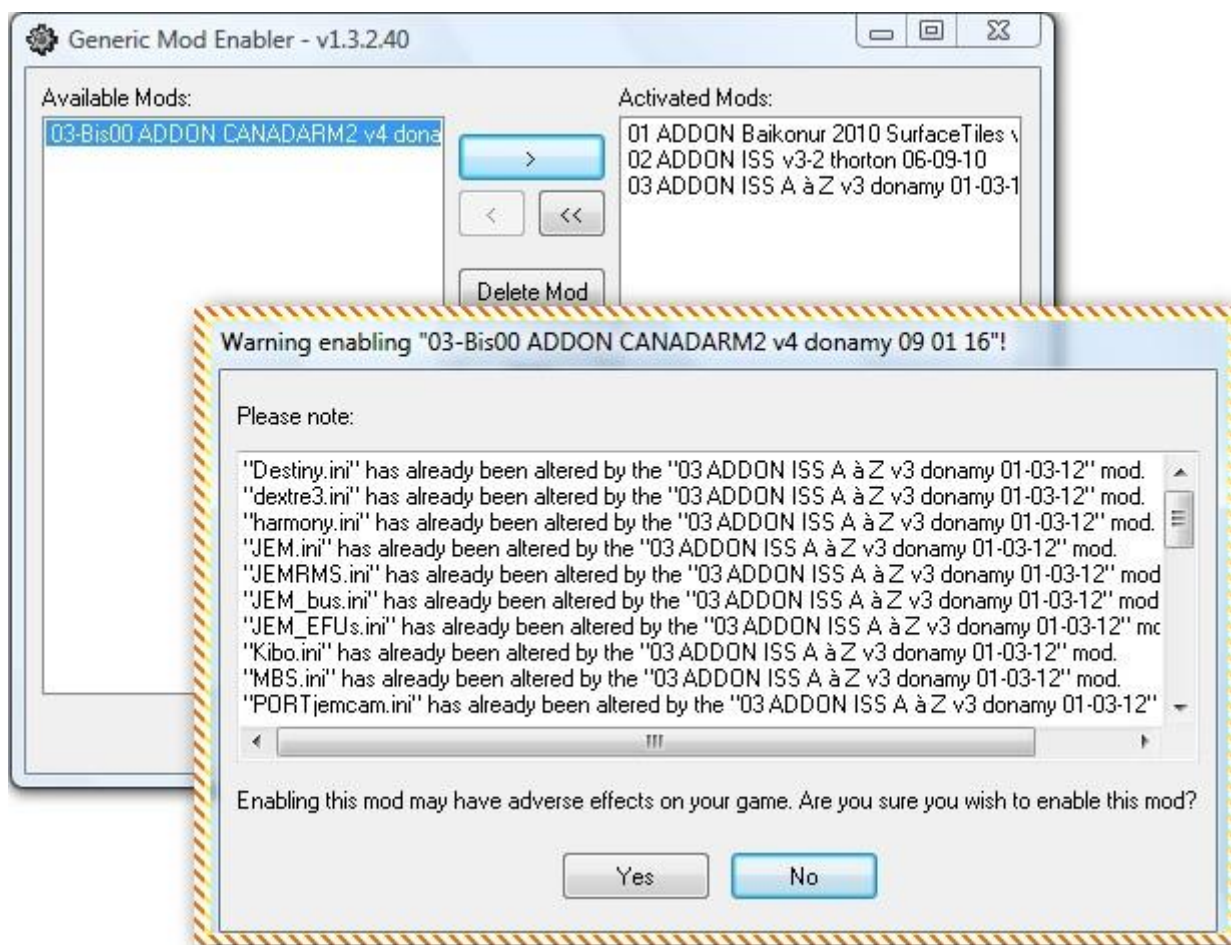 Generic Mod Enabler - v1.3.2.40
Available Mods:
Activated Mods:
03-Bis00 ADDON CANADARM2 v4 dona
>
<
<<
Delete Mod
01 ADDON Baikonur 2010 SurfaceTiles v
02 ADDON ISS v3-2 thorton 06-09-10
03 ADDON ISS A à Z v3 donamy 01-03-1
Warning enabling "03-Bis00 ADDON CANADARM2 v4 donamy 09 01 16"!
Please note:
"Destiny.ini" has already been altered by the "03 ADDON ISS A à Z v3 donamy 01-03-12" mod.
"dextre3.ini" has already been altered by the "03 ADDON ISS A à Z v3 donamy 01-03-12" mod.
"harmony.ini" has already been altered by the "03 ADDON ISS A à Z v3 donamy 01-03-12" mod.
"JEM.ini" has already been altered by the "03 ADDON ISS A à Z v3 donamy 01-03-12" mod.
"JEMRMS.ini" has already been altered by the "03 ADDON ISS A à Z v3 donamy 01-03-12" mod
"JEM_bus.ini" has already been altered by the "03 ADDON ISS A à Z v3 donamy 01-03-12" mod
"JEM_EFUs.ini" has already been altered by the "03 ADDON ISS A à Z v3 donamy 01-03-12" mc
"Kibo.ini" has already been altered by the "03 ADDON ISS A à Z v3 donamy 01-03-12" mod.
"MBS.ini" has already been altered by the "03 ADDON ISS A à Z v3 donamy 01-03-12" mod.
"PORTjemcam.ini" has already been altered by the "03 ADDON ISS A à Z v3 donamy 01-03-12"
Enabling this mod may have adverse effects on your game. Are you sure you wish to enable this mod?
Yes
No